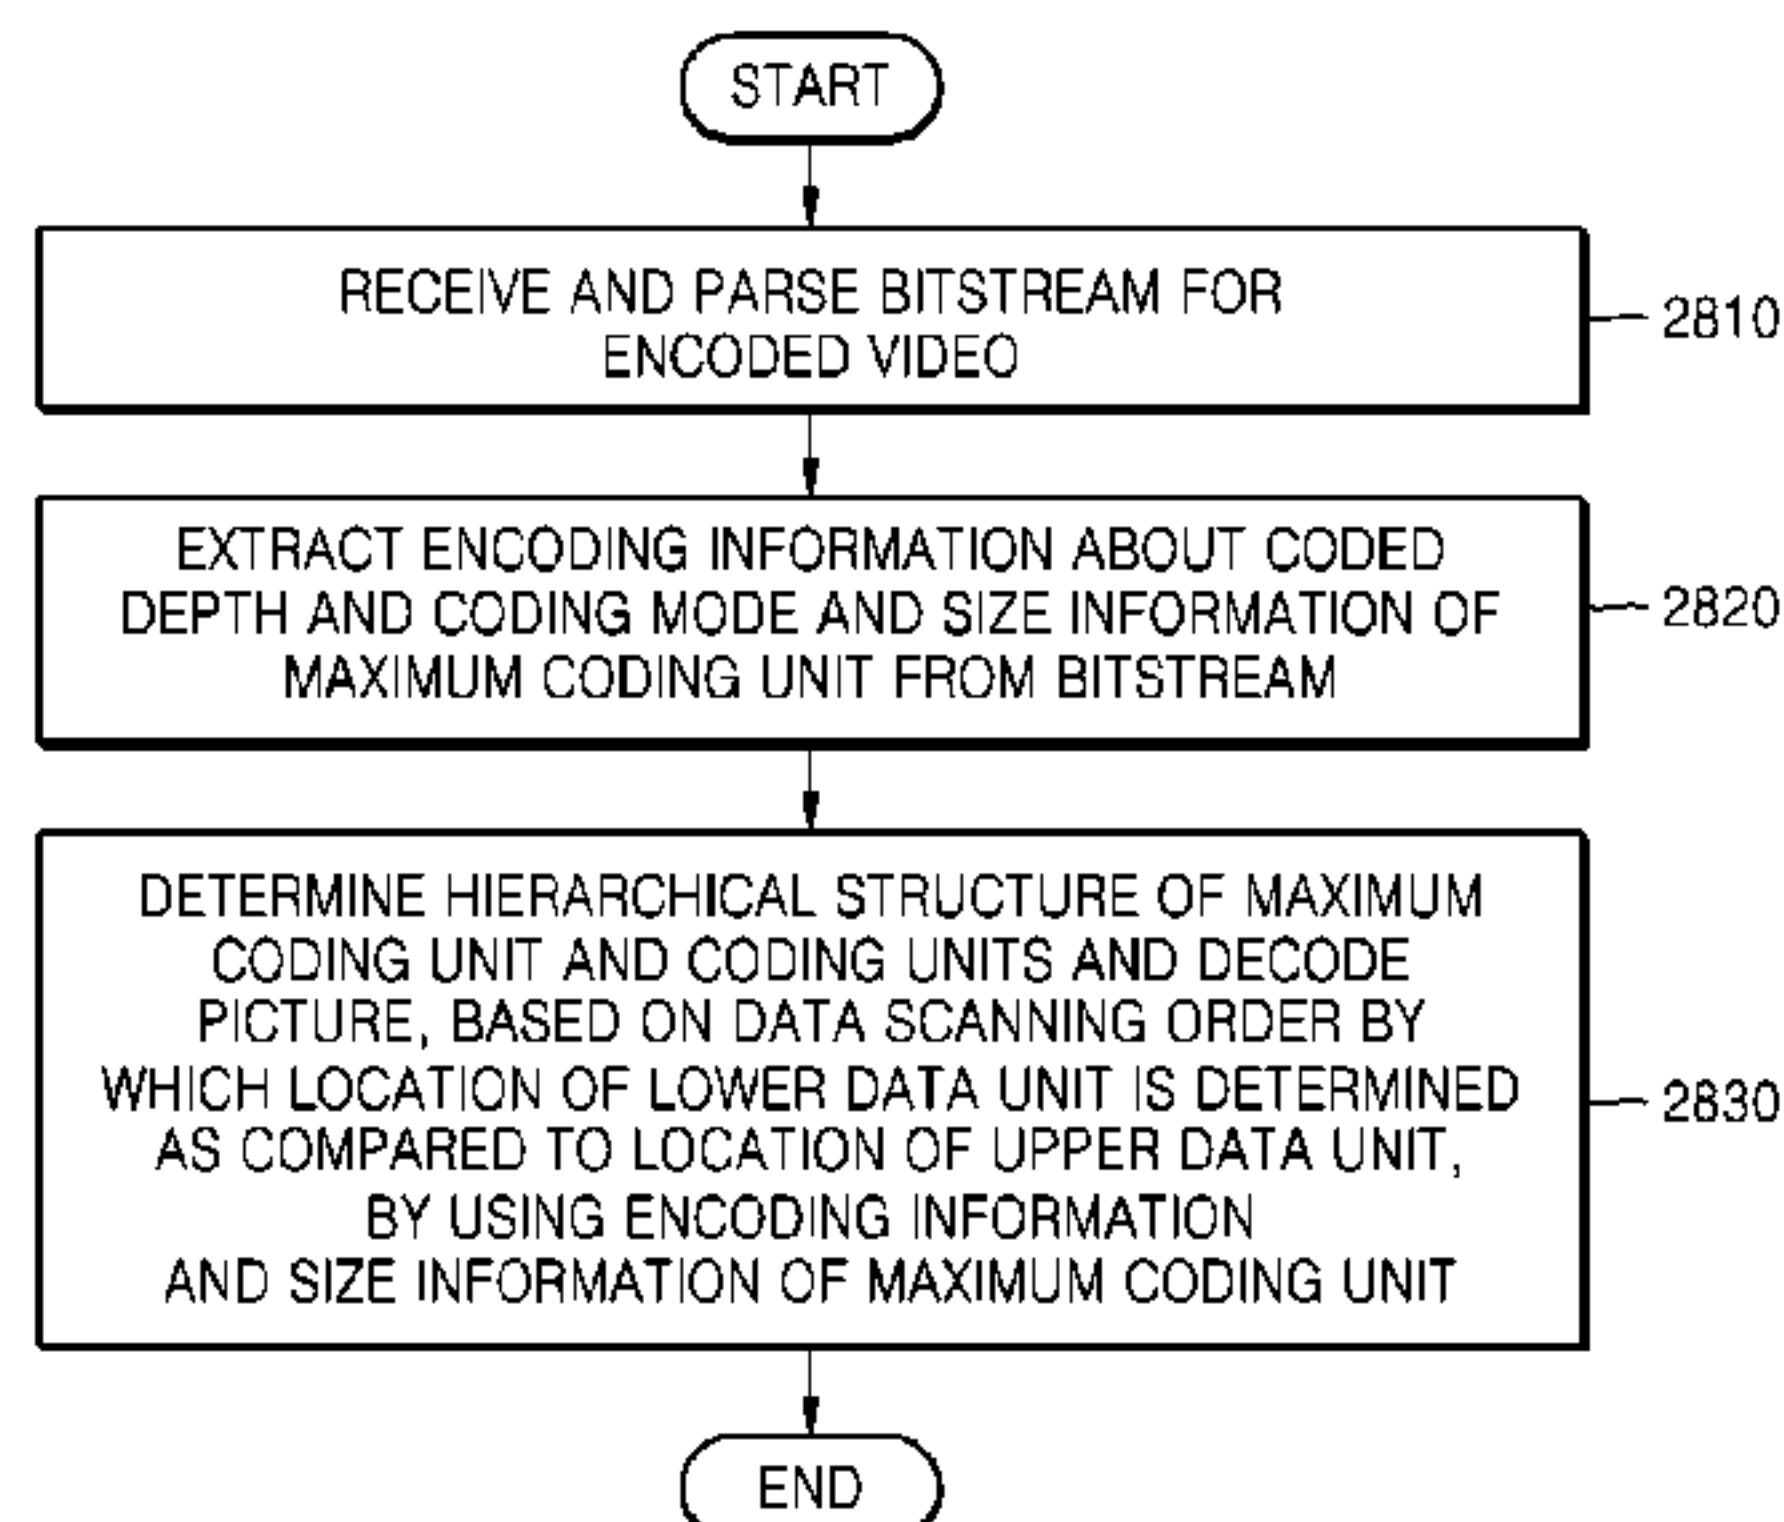 START
RECEIVE AND PARSE BITSTREAM FOR
ENCODED VIDEO
2810
EXTRACT ENCODING INFORMATION ABOUT CODED
DEPTH AND CODING MODE AND SIZE INFORMATION OF
MAXIMUM CODING UNIT FROM BITSTREAM
2820
DETERMINE HIERARCHICAL STRUCTURE OF MAXIMUM
CODING UNIT AND CODING UNITS AND DECODE
PICTURE, BASED ON DATA SCANNING ORDER BY
WHICH LOCATION OF LOWER DATA UNIT IS DETERMINED
AS COMPARED TO LOCATION OF UPPER DATA UNIT,
BY USING ENCODING INFORMATION
AND SIZE INFORMATION OF MAXIMUM CODING UNIT
2830
END